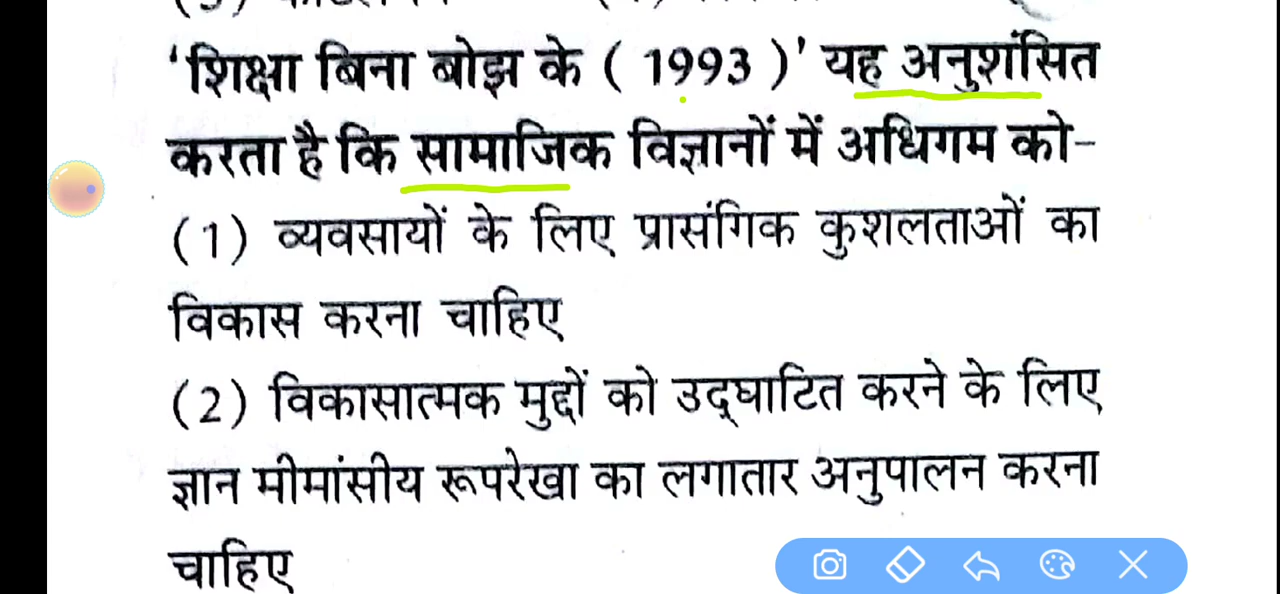 'शिक्षा बिना बोझ के ( 1993 )' यह अनुशंसित
करता है कि सामाजिक विज्ञानों में अधिगम को-
(1) व्यवसायों के लिए प्रासंगिक कुशलताओं का
विकास करना चाहिए
(2) विकासात्मक मुद्दों को उद्घाटित करने के लिए
ज्ञान मीमांसीय रूपरेखा का लगातार अनुपालन करना
चाहिए